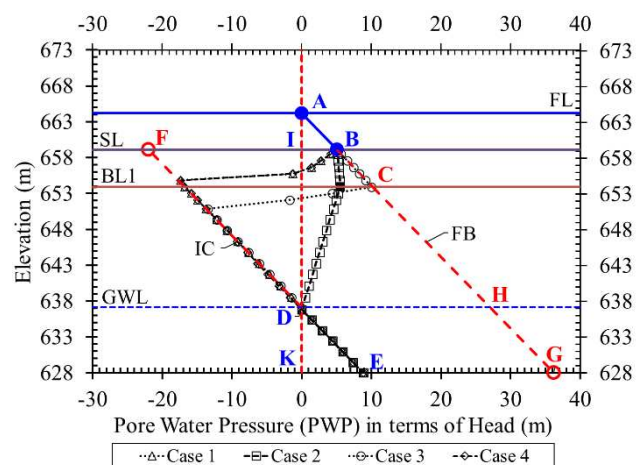 -30 -20 -10 0 10 20 30 40
673 673
668 668
A FL
663 663
F I B
SL
658 658
BL1 C
653 653
648 648
IC FB
643 643
GWL H
638 638
D
633 633
K E G
628 628
-30 -20 -10 0 10 20 30 40
Elevation (m)
Pore Water Pressure (PWP) in terms of Head (m)
Case 1 Case 2 Case 3 Case 4